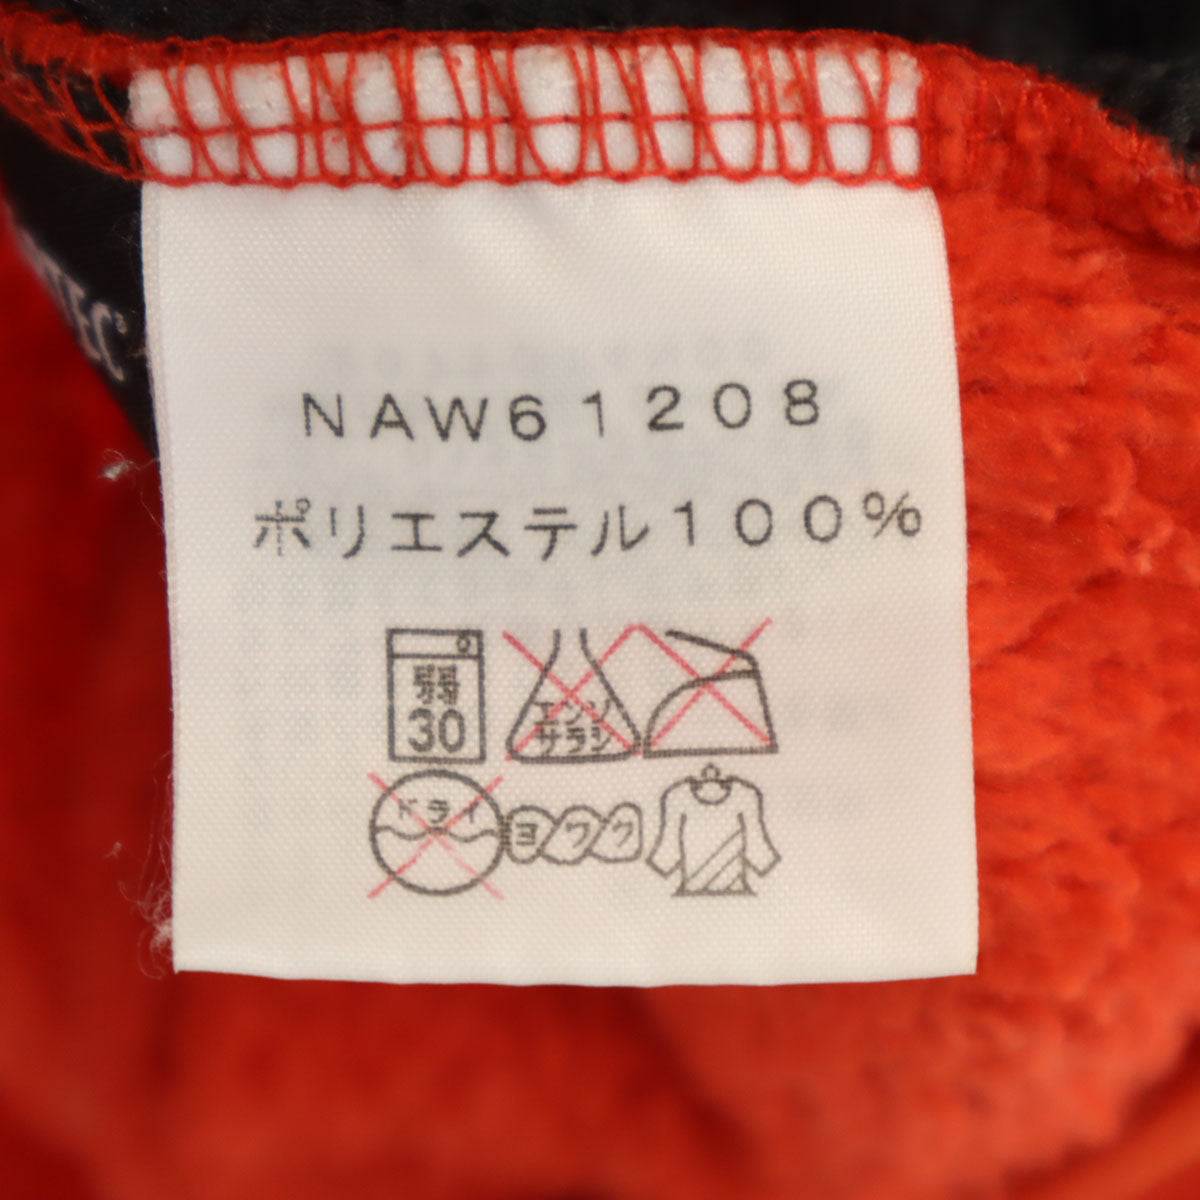 TEC
NAW61208
ポリエステル100%
弱
30
エンソ
サラシ
ドライ
ヨワク